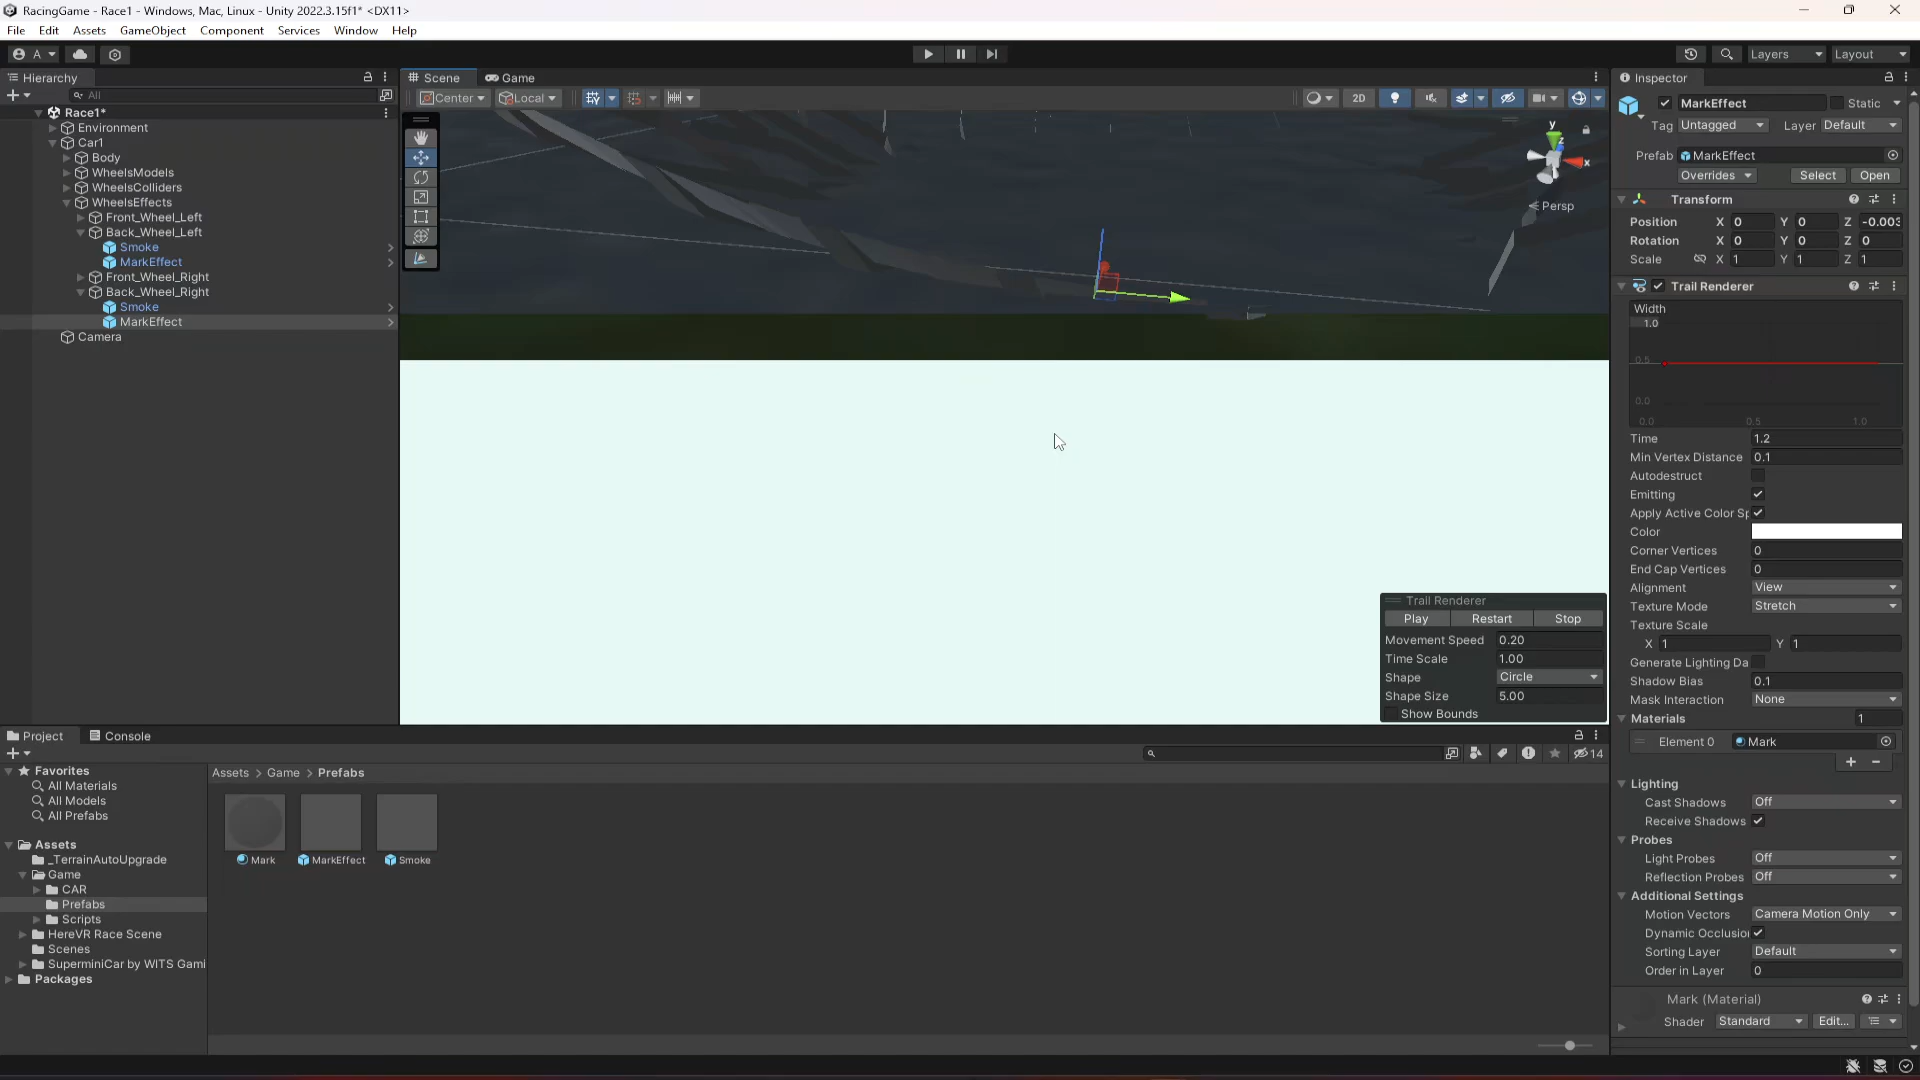 RacingGame - Race1 - Windows, Mac, Linux - Unity 2022.3.15f1* <DX11>
File Edit Assets GameObject Component Services Window Help
A Layers Layout
Hierarchy
All
Race1*
Environment
Car1
Body
WheelsModels
WheelsColliders
WheelsEffects
Front_Wheel_Left
Back_Wheel_Left
Smoke
MarkEffect
Front_Wheel_Right
Back_Wheel_Right
Smoke
MarkEffect
Camera
Scene Game
Center Local 2D
y
z
x
Persp
Trail Renderer
Play Restart Stop
Movement Speed 0.20
Time Scale 1.00
Shape Circle
Shape Size 5.00
Show Bounds
Inspector
MarkEffect Static
Tag Untagged Layer Default
Prefab MarkEffect
Overrides Select Open
Transform
Position X 0 Y 0 Z -0.003
Rotation X 0 Y 0 Z 0
Scale X 1 Y 1 Z 1
Trail Renderer
Width
1.0
0.5
0.0
0.0 0.5 1.0
Time 1.2
Min Vertex Distance 0.1
Autodestruct
Emitting
Apply Active Color Sp
Color
Corner Vertices 0
End Cap Vertices 0
Alignment View
Texture Mode Stretch
Texture Scale
X 1 Y 1
Generate Lighting Da
Shadow Bias 0.1
Mask Interaction None
Materials 1
Element 0 Mark
Lighting
Cast Shadows Off
Receive Shadows
Probes
Light Probes Off
Reflection Probes Off
Additional Settings
Motion Vectors Camera Motion Only
Dynamic Occlusion
Sorting Layer Default
Order in Layer 0
Mark (Material)
Shader Standard Edit...
Project Console
14
Favorites
All Materials
All Models
All Prefabs
Assets
_TerrainAutoUpgrade
Game
CAR
Prefabs
Scripts
HereVR Race Scene
Scenes
SuperminiCar by WITS Gami
Packages
Assets > Game > Prefabs
Mark MarkEffect Smoke